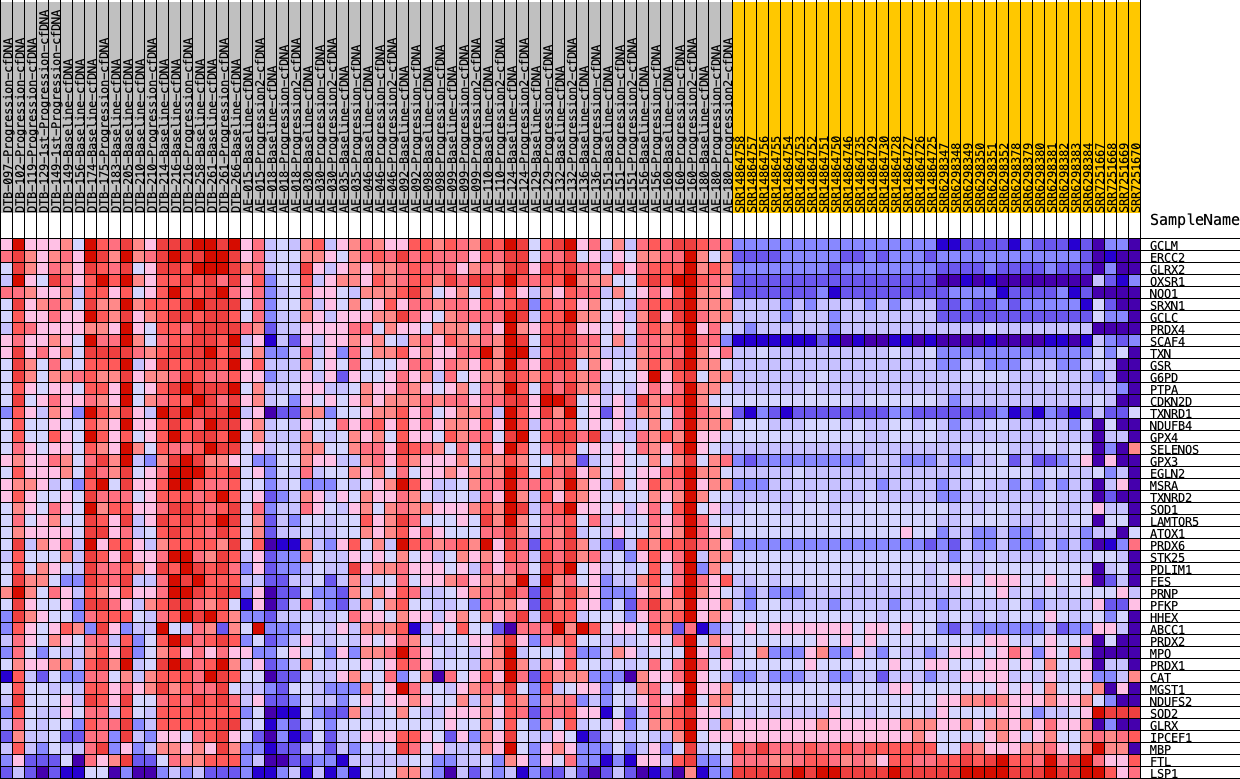 DTB-097-Progression-cfDNA
DTB-102-Progression-cfDNA
DTB-119-Progression-cfDNA
DTB-129-1st-Progression-cfDNA
DTB-149-1st-Progression-cfDNA
DTB-149-Baseline-cfDNA
DTB-156-Baseline-cfDNA
DTB-174-Baseline-cfDNA
DTB-175-Progression-cfDNA
DTB-183-Baseline-cfDNA
DTB-205-Baseline-cfDNA
DTB-210-Baseline-cfDNA
DTB-210-Progression-cfDNA
DTB-214-Baseline-cfDNA
DTB-216-Baseline-cfDNA
DTB-216-Progression-cfDNA
DTB-258-Baseline-cfDNA
DTB-261-Baseline-cfDNA
DTB-261-Progression-cfDNA
DTB-266-Baseline-cfDNA
AE-015-Baseline-cfDNA
AE-015-Progression2-cfDNA
AE-018-Baseline-cfDNA
AE-018-Progression-cfDNA
AE-018-Progression2-cfDNA
AE-030-Baseline-cfDNA
AE-030-Progression-cfDNA
AE-030-Progression2-cfDNA
AE-035-Baseline-cfDNA
AE-035-Progression2-cfDNA
AE-046-Baseline-cfDNA
AE-046-Progression-cfDNA
AE-046-Progression2-cfDNA
AE-092-Baseline-cfDNA
AE-092-Progression2-cfDNA
AE-098-Baseline-cfDNA
AE-098-Progression2-cfDNA
AE-099-Baseline-cfDNA
AE-099-Progression-cfDNA
AE-099-Progression2-cfDNA
AE-110-Baseline-cfDNA
AE-110-Progression2-cfDNA
AE-124-Baseline-cfDNA
AE-124-Progression2-cfDNA
AE-129-Baseline-cfDNA
AE-129-Progression2-cfDNA
AE-132-Baseline-cfDNA
AE-132-Progression2-cfDNA
AE-136-Baseline-cfDNA
AE-136-Progression2-cfDNA
AE-151-Baseline-cfDNA
AE-151-Progression-cfDNA
AE-151-Progression2-cfDNA
AE-156-Baseline-cfDNA
AE-156-Progression2-cfDNA
AE-160-Baseline-cfDNA
AE-160-Progression-cfDNA
AE-160-Progression2-cfDNA
AE-180-Baseline-cfDNA
AE-180-Progression-cfDNA
AE-180-Progression2-cfDNA
SRR14864758
SRR14864757
SRR14864756
SRR14864755
SRR14864754
SRR14864753
SRR14864752
SRR14864751
SRR14864750
SRR14864746
SRR14864735
SRR14864729
SRR14864730
SRR14864728
SRR14864727
SRR14864726
SRR14864725
SRR6298347
SRR6298348
SRR6298349
SRR6298350
SRR6298351
SRR6298352
SRR6298378
SRR6298379
SRR6298380
SRR6298381
SRR6298382
SRR6298383
SRR6298384
SRR7251667
SRR7251668
SRR7251669
SRR7251670
SampleName
GCLM
ERCC2
GLRX2
OXSR1
NQO1
SRXN1
GCLC
PRDX4
SCAF4
TXN
GSR
G6PD
PTPA
CDKN2D
TXNRD1
NDUFB4
GPX4
SELENOS
GPX3
EGLN2
MSRA
TXNRD2
SOD1
LAMTOR5
ATOX1
PRDX6
STK25
PDLIM1
FES
PRNP
PFKP
HHEX
ABCC1
PRDX2
MPO
PRDX1
CAT
MGST1
NDUFS2
SOD2
GLRX
IPCEF1
MBP
FTL
LSP1